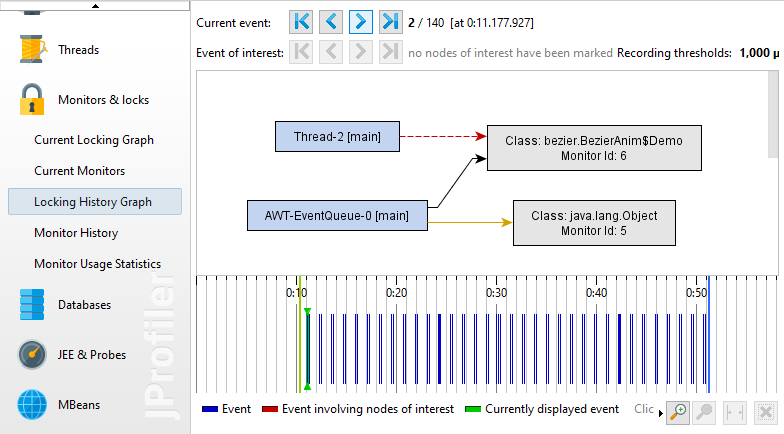 Threads
Monitors & locks
Current Locking Graph
Current Monitors
Locking History Graph
Monitor History
Monitor Usage Statistics
Databases
JEE & Probes
MBeans
JProfiler
Current event: 2 / 140 [at 0:11.177.927]
Event of interest: no nodes of interest have been marked Recording thresholds: 1,000 µ
Thread-2 [main]
Class: bezier.BezierAnim$Demo
Monitor Id: 6
AWT-EventQueue-0 [main]
Class: java.lang.Object
Monitor Id: 5
0:10 0:20 0:30 0:40 0:50
Event Event involving nodes of interest Currently displayed event Clic